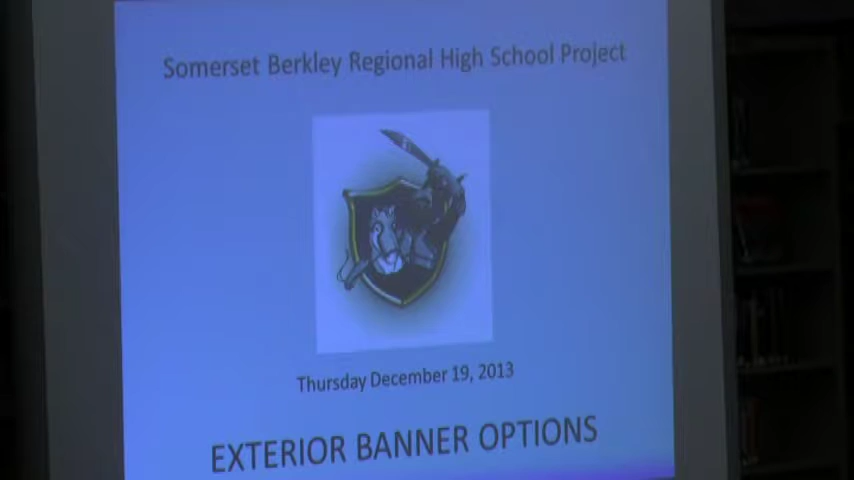 Somerset Berkley Regional High School Project
Thursday December 19, 2013
EXTERIOR BANNER OPTIONS